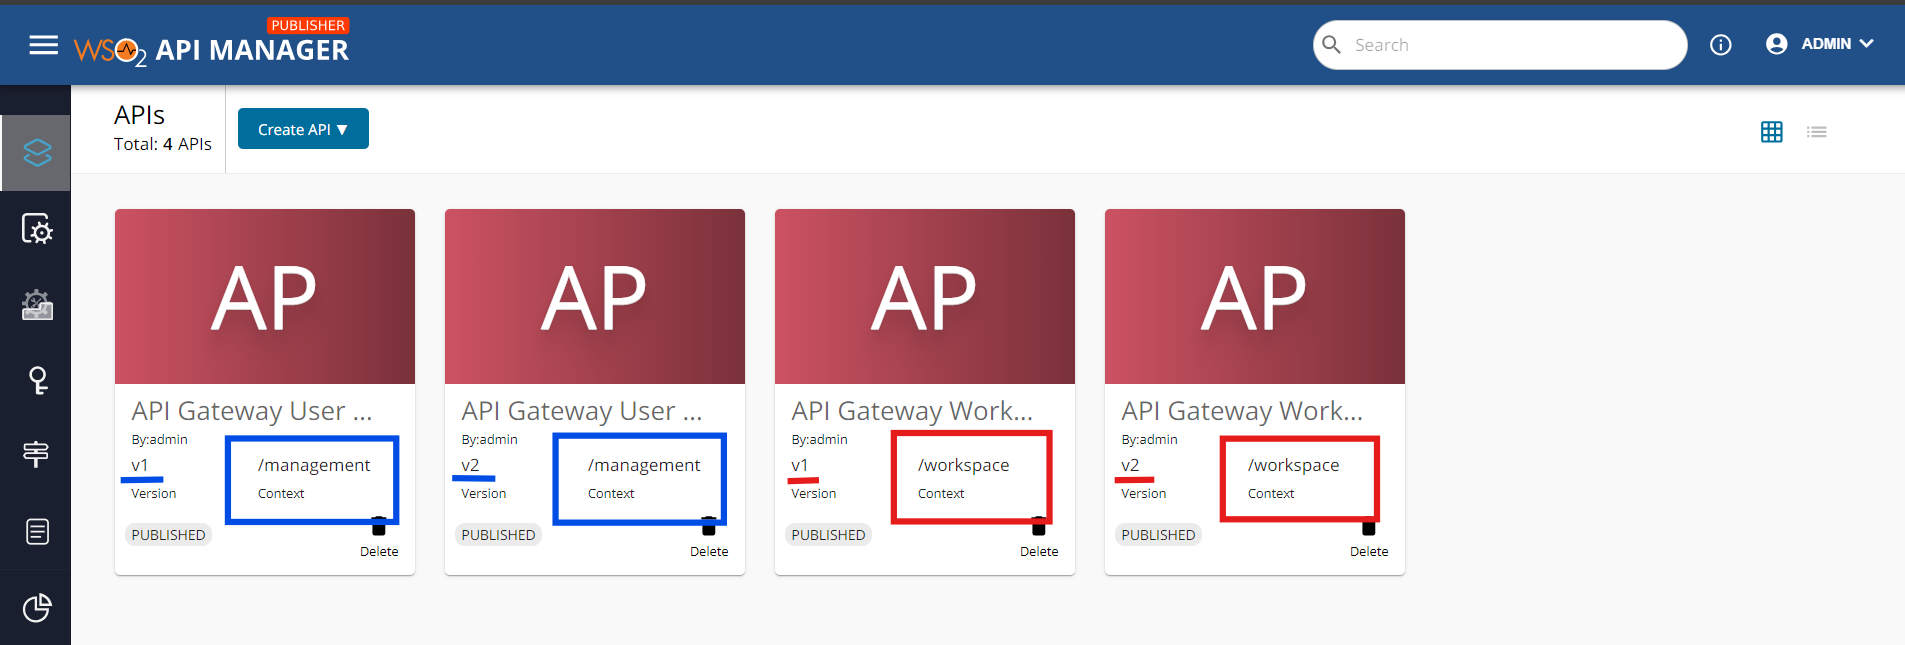 PUBLISHER
WSO2 API MANAGER
Search
ADMIN
APIs
Total: 4 APIs
Create API ▼
AP
API Gateway User ...
By:admin
v1
/management
Version
Context
PUBLISHED
Delete
AP
API Gateway User ...
By:admin
v2
/management
Version
Context
PUBLISHED
Delete
AP
API Gateway Work...
By:admin
v1
/workspace
Version
Context
PUBLISHED
Delete
AP
API Gateway Work...
By:admin
v2
/workspace
Version
Context
PUBLISHED
Delete